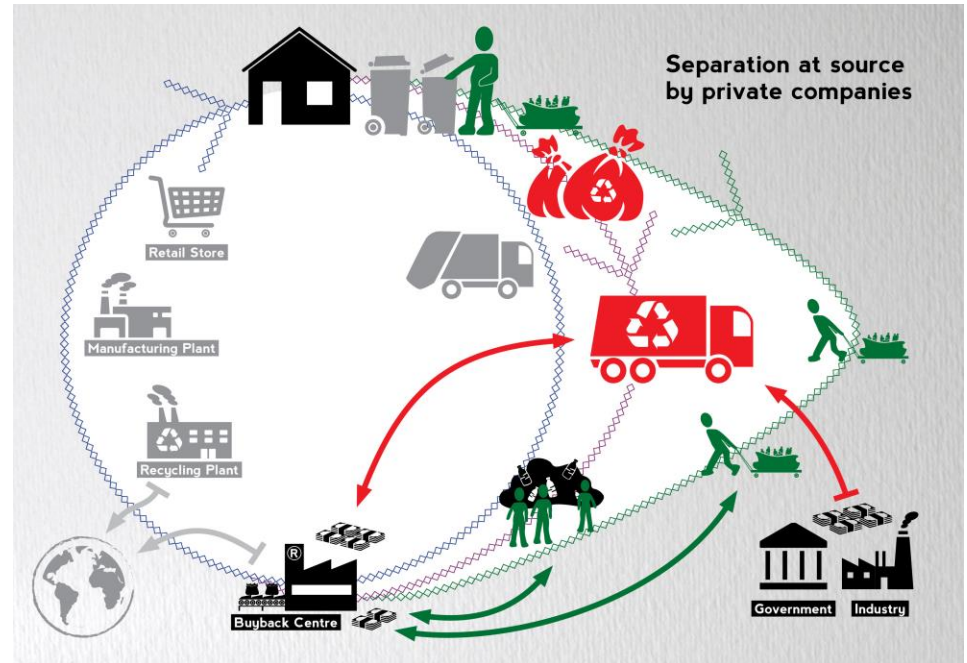 Separation at source
by private companies
Retail Store
Manufacturing Plant
Recycling Plant
®
Buyback Centre
Government
Industry